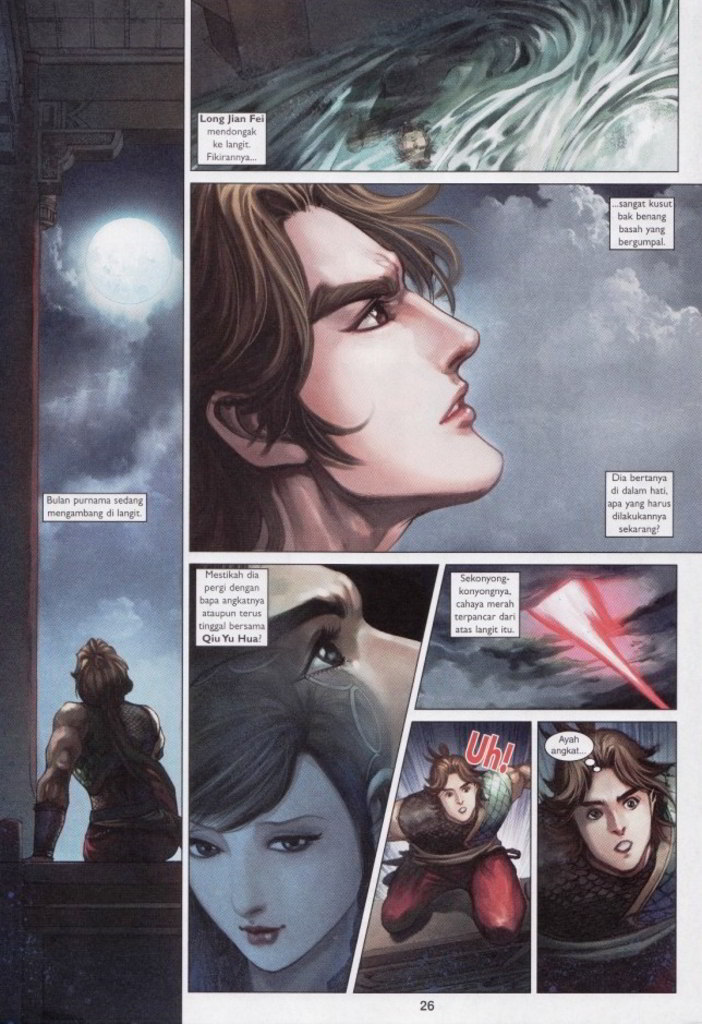 Bulan purnama sedang
mengambang di langit.
Long Jian Fei
mendongak
ke langit.
Fikirannya...
...sangat kusut
bak benang
basah yang
bergumpal.
Dia bertanya
di dalam hati,
apa yang harus
dilakukannya
sekarang?
Mestikah dia
pergi dengan
bapa angkatnya
ataupun terus
tinggal bersama
Qiu Yu Hua?
Sekonyong-
konyongnya,
cahaya merah
terpancar dari
atas langit itu.
Uh!
Ayah
angkat...
26